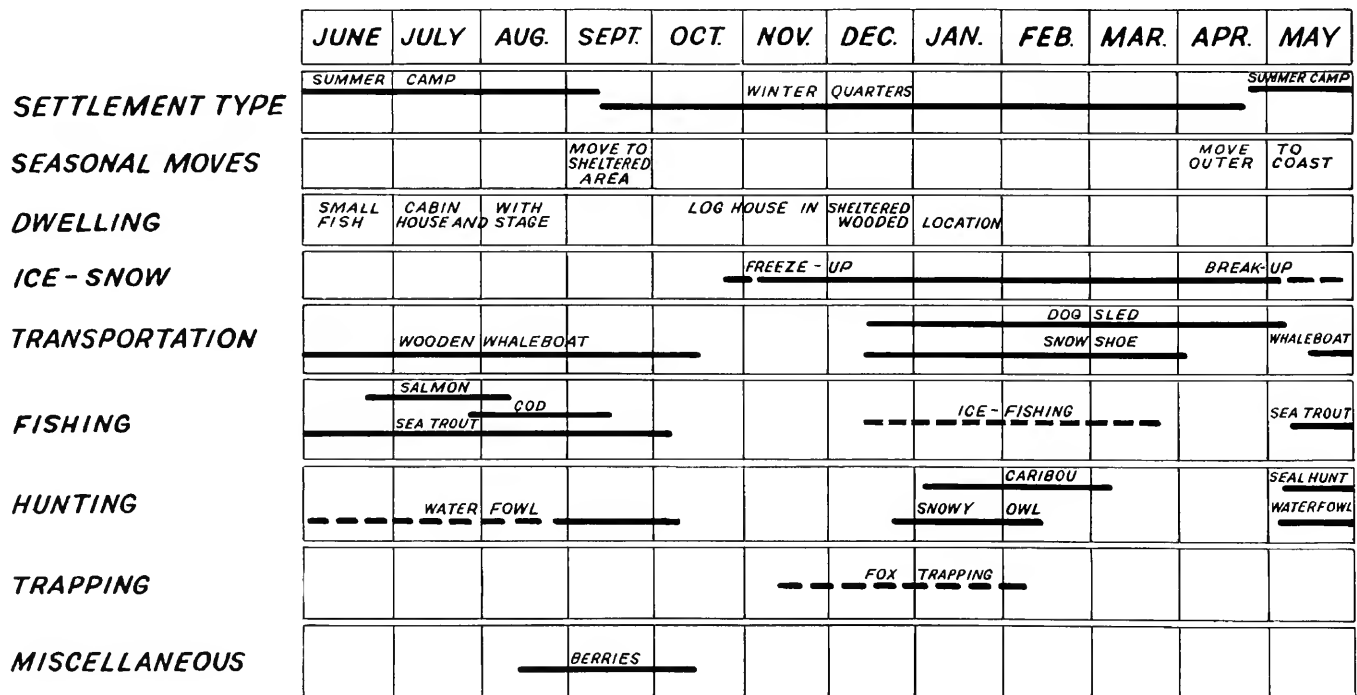 JUNE JULY AUG. SEPT. OCT. NOV. DEC. JAN. FEB. MAR. APR. MAY
SETTLEMENT TYPE
SUMMER CAMP
WINTER QUARTERS
SUMMER CAMP
SEASONAL MOVES
MOVE TO
SHELTERED
AREA
MOVE TO
OUTER COAST
DWELLING
SMALL CABIN WITH
FISH HOUSE AND STAGE
LOG HOUSE IN SHELTERED
WOODED LOCATION
ICE - SNOW
FREEZE - UP
BREAK-UP
TRANSPORTATION
DOG SLED
WOODEN WHALEBOAT
SNOW SHOE
WHALEBOAT
FISHING
SALMON
COD
SEA TROUT
ICE - FISHING
SEA TROUT
HUNTING
CARIBOU
SEAL HUNT
WATER FOWL
SNOWY OWL
WATERFOWL
TRAPPING
FOX TRAPPING
MISCELLANEOUS
BERRIES